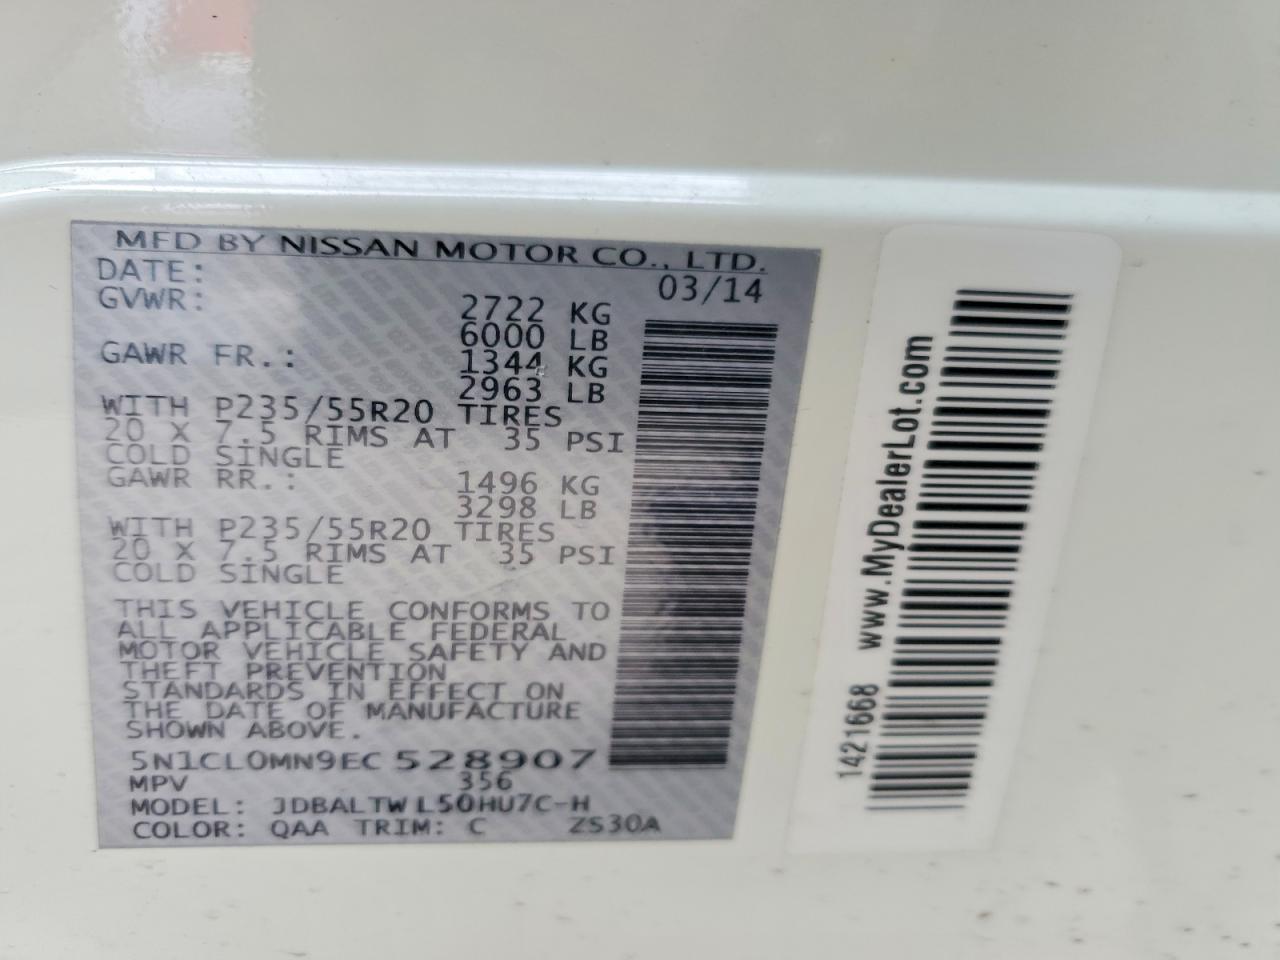 MFD BY NISSAN MOTOR CO., LTD.
DATE: 03/14
GVWR: 2722 KG
6000 LB
GAWR FR.: 1344 KG
2963 LB
WITH P235/55R20 TIRES
20 X 7.5 RIMS AT 35 PSI
COLD SINGLE
GAWR RR.: 1496 KG
3298 LB
WITH P235/55R20 TIRES
20 X 7.5 RIMS AT 35 PSI
COLD SINGLE
THIS VEHICLE CONFORMS TO
ALL APPLICABLE FEDERAL
MOTOR VEHICLE SAFETY AND
THEFT PREVENTION
STANDARDS IN EFFECT ON
THE DATE OF MANUFACTURE
SHOWN ABOVE.
5N1CL0MN9EC528907
MPV 356
MODEL: JDBALTWL50HU7C-H
COLOR: QAA TRIM: C ZS30A
1421668 www.MyDealerLot.com